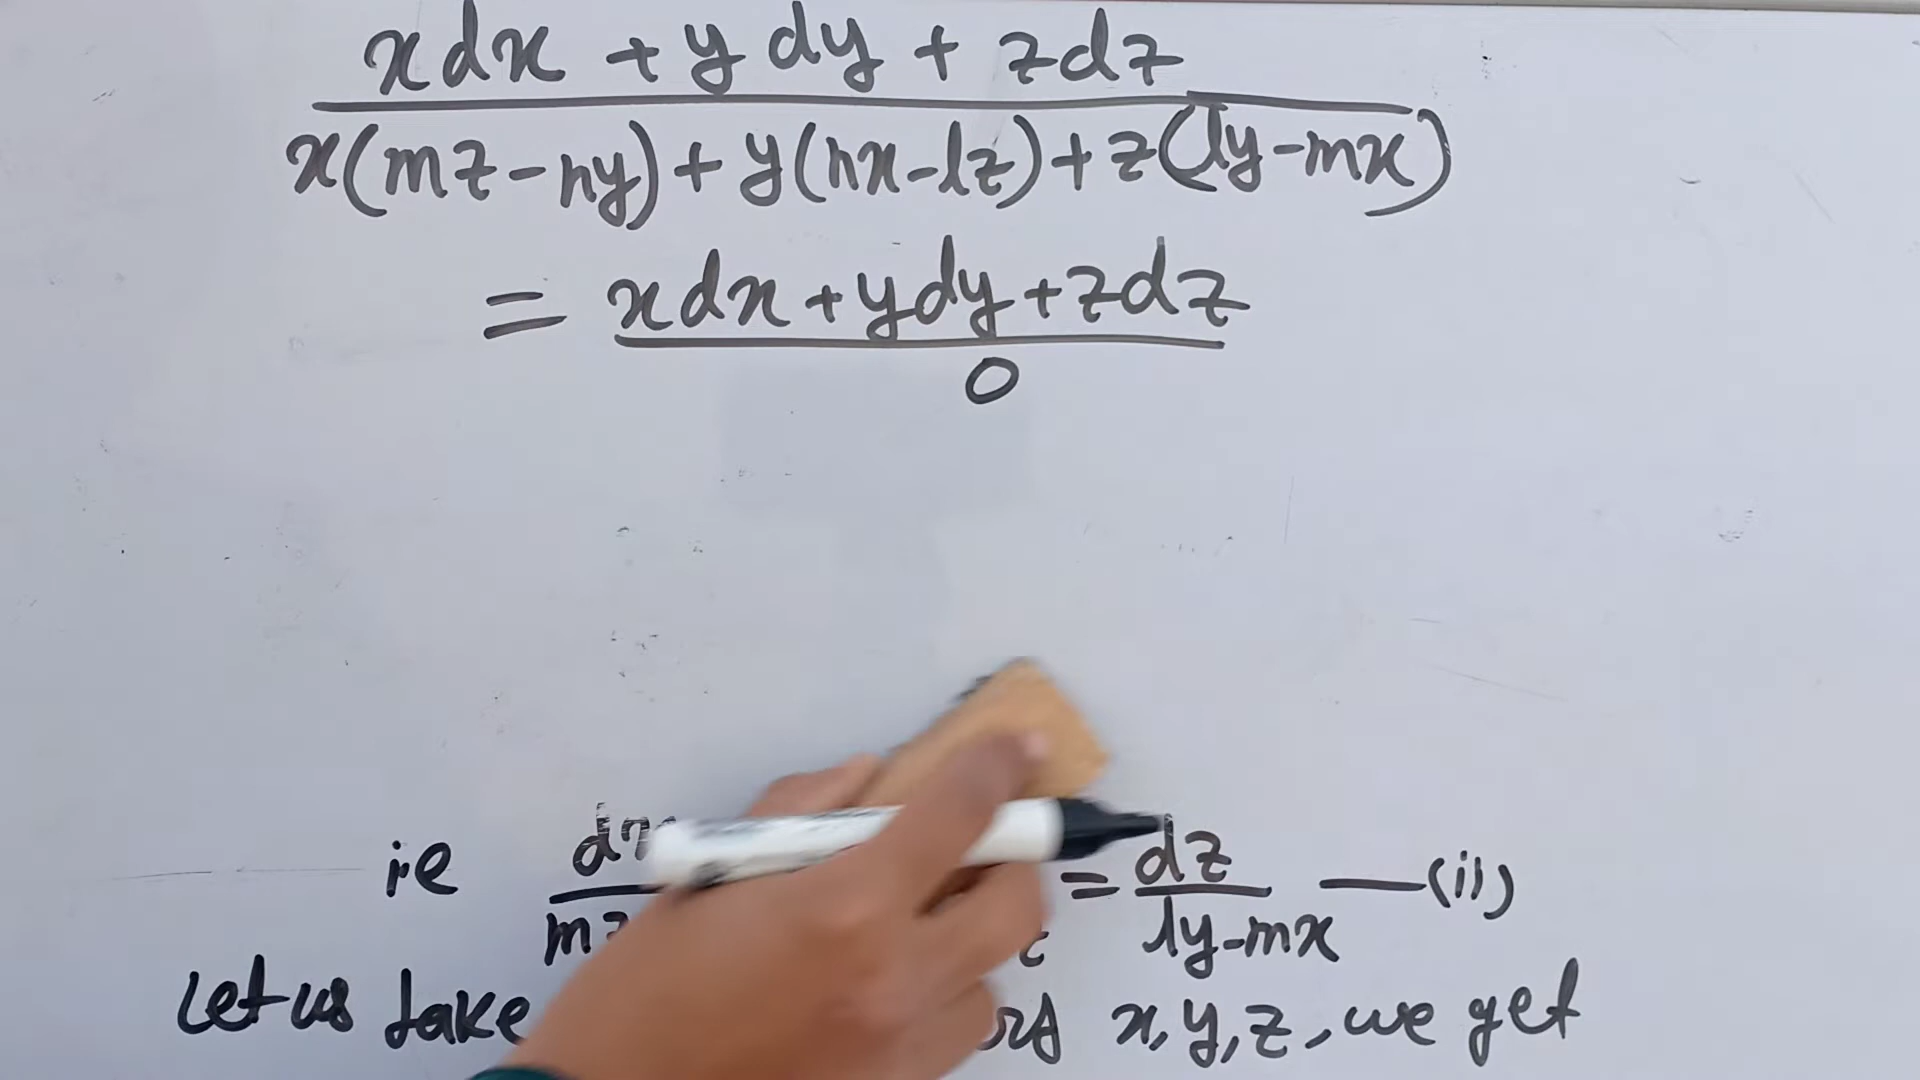 xdx + ydy + zdz
x(mz-ny)+y(nx-lz)+z(ly-mx)
= xdx+ydy+zdz
0
ie = dz —(ii)
ly-mx
Let us take x,y,z, we get